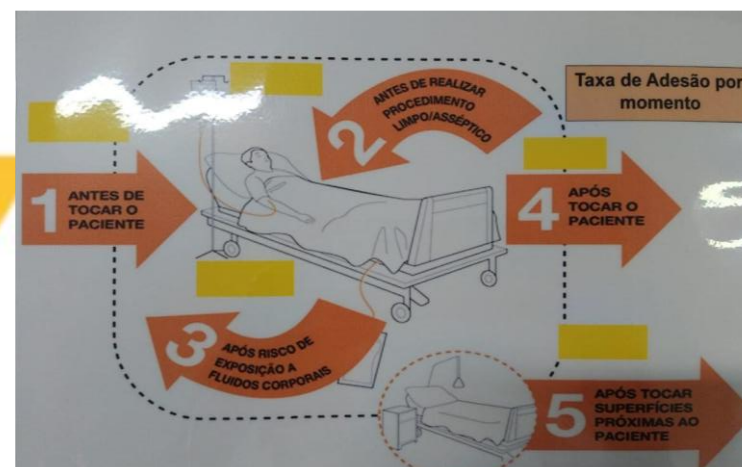 Taxa de Adesão por
momento
1
ANTES DE
TOCAR O
PACIENTE
2
ANTES DE REALIZAR
PROCEDIMENTO
LIMPO/ASSÉPTICO
3
APÓS RISCO DE
EXPOSIÇÃO A
FLUIDOS CORPORAIS
4
APÓS
TOCAR O
PACIENTE
5
APÓS TOCAR
SUPERFÍCIES
PRÓXIMAS AO
PACIENTE